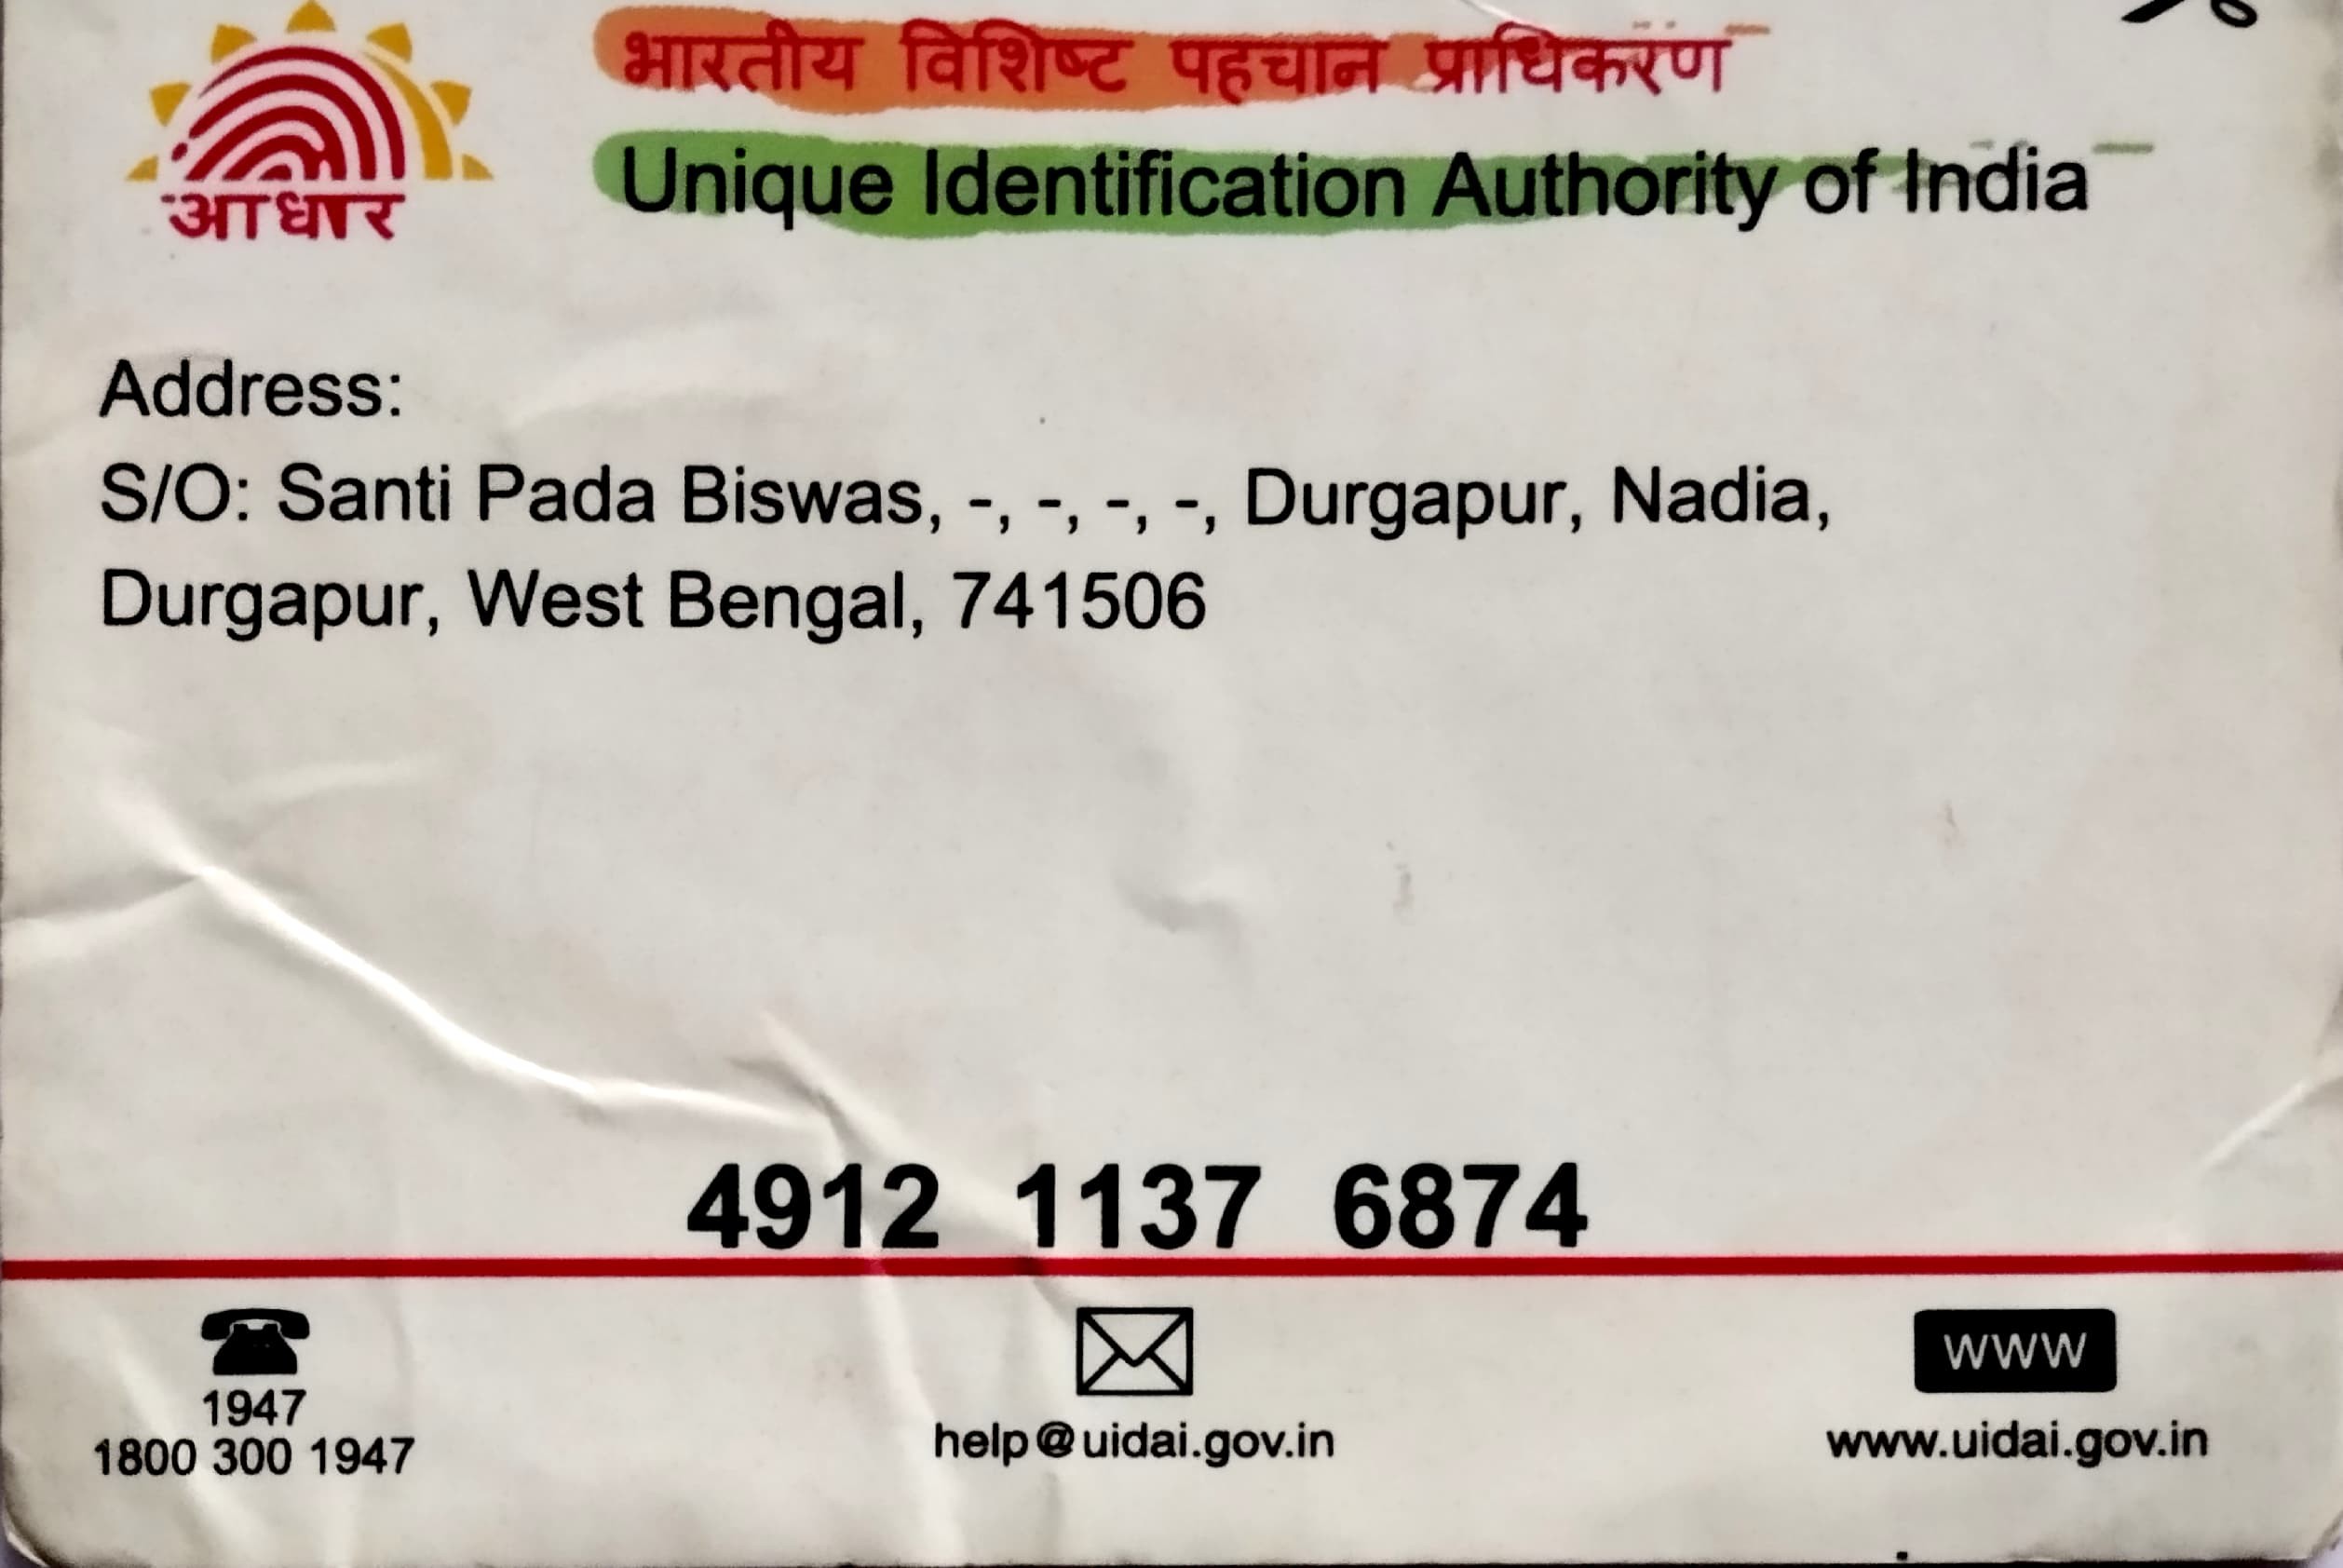 भारतीय विशिष्ट पहचान प्राधिकरण
Unique Identification Authority of India
आधार
Address:
S/O: Santi Pada Biswas, -, -, -, -, Durgapur, Nadia,
Durgapur, West Bengal, 741506
4912 1137 6874
WWW
1947
1800 300 1947
help@uidai.gov.in
www.uidai.gov.in